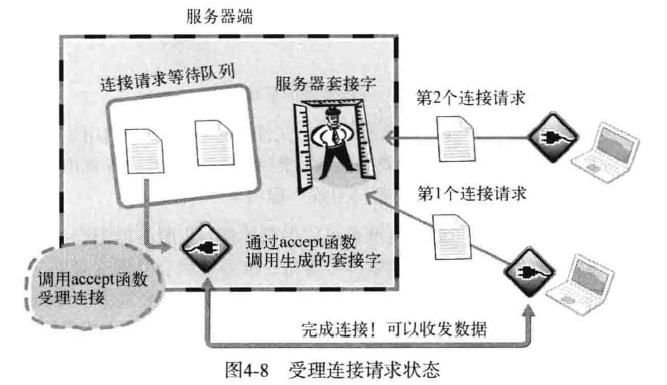 服务器端
连接请求等待队列
服务器套接字
第2个连接请求
第1个连接请求
通过accept函数
调用生成的套接字
调用accept函数
受理连接
完成连接！可以收发数据
图4-8 受理连接请求状态